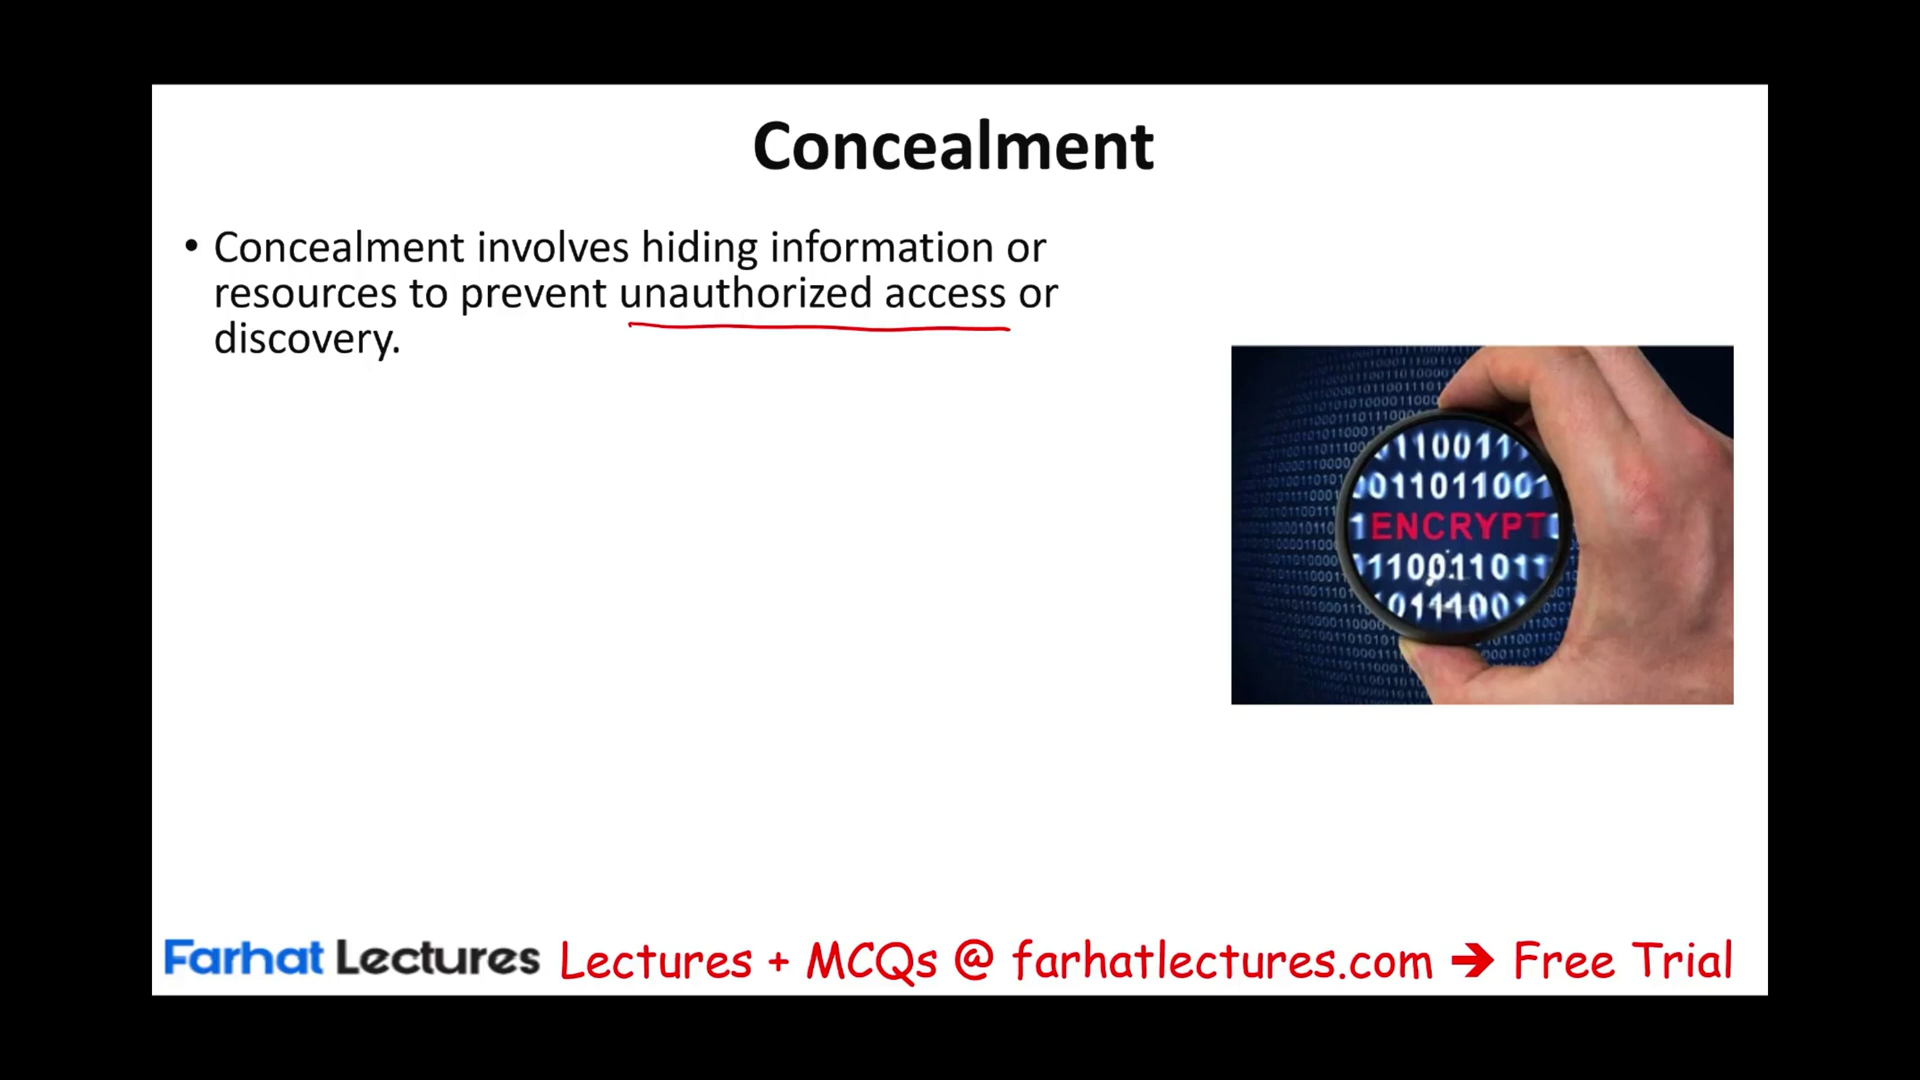 Concealment
• Concealment involves hiding information or
resources to prevent unauthorized access or
discovery.
ENCRYPT
Farhat Lectures Lectures + MCQs @ farhatlectures.com ➔ Free Trial